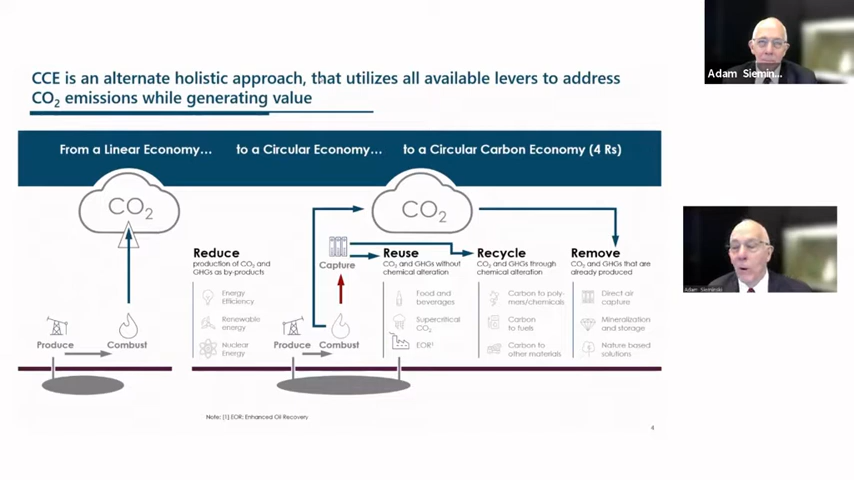 CCE is an alternate holistic approach, that utilizes all available levers to address
CO₂ emissions while generating value
From a Linear Economy...
to a Circular Economy...
to a Circular Carbon Economy (4 Rs)
CO₂
Produce
Combust
Reduce
production of CO₂ and
GHGs as by-products
Energy
Efficiency
Renewable
energy
Nuclear
Energy
CO₂
Capture
Produce
Combust
Reuse
CO₂ and GHGs without
chemical alteration
Food and
beverages
Supercritical
CO₂
EOR¹
Recycle
CO₂ and GHGs through
chemical alteration
Carbon to poly-
mers/chemicals
Carbon
to fuels
Carbon to
other materials
Remove
CO₂ and GHGs that are
already produced
Direct air
capture
Mineralization
and storage
Nature based
solutions
Note: [1] EOR: Enhanced Oil Recovery
4
Adam Siemin...
Adam Sieminski